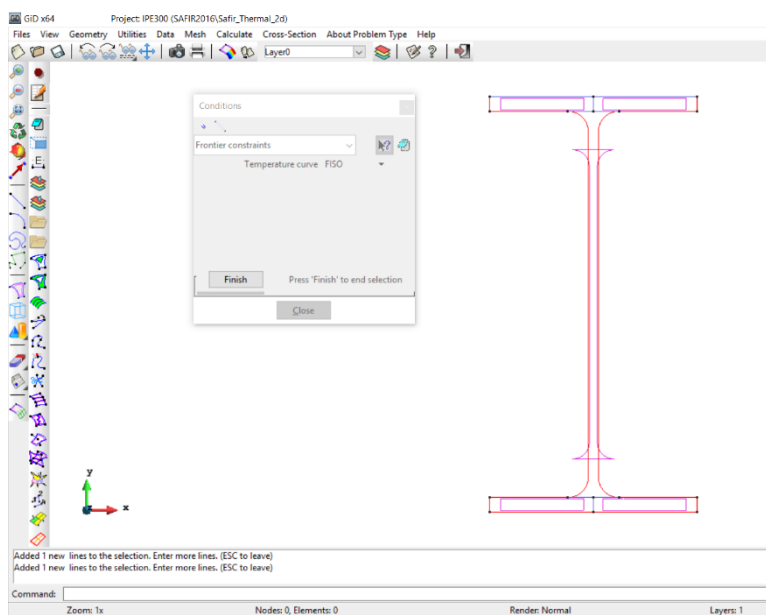 GiD x64 Project: IPE300 (SAFIR2016\Safir_Thermal_2d)
Files View Geometry Utilities Data Mesh Calculate Cross-Section About Problem Type Help
Layer0
Conditions
Frontier constraints
Temperature curve FISO
Finish Press 'Finish' to end selection
Close
y
x
Added 1 new lines to the selection. Enter more lines. (ESC to leave)
Added 1 new lines to the selection. Enter more lines. (ESC to leave)
Command:
Zoom: 1x Nodes: 0, Elements: 0 Render: Normal Layers: 1